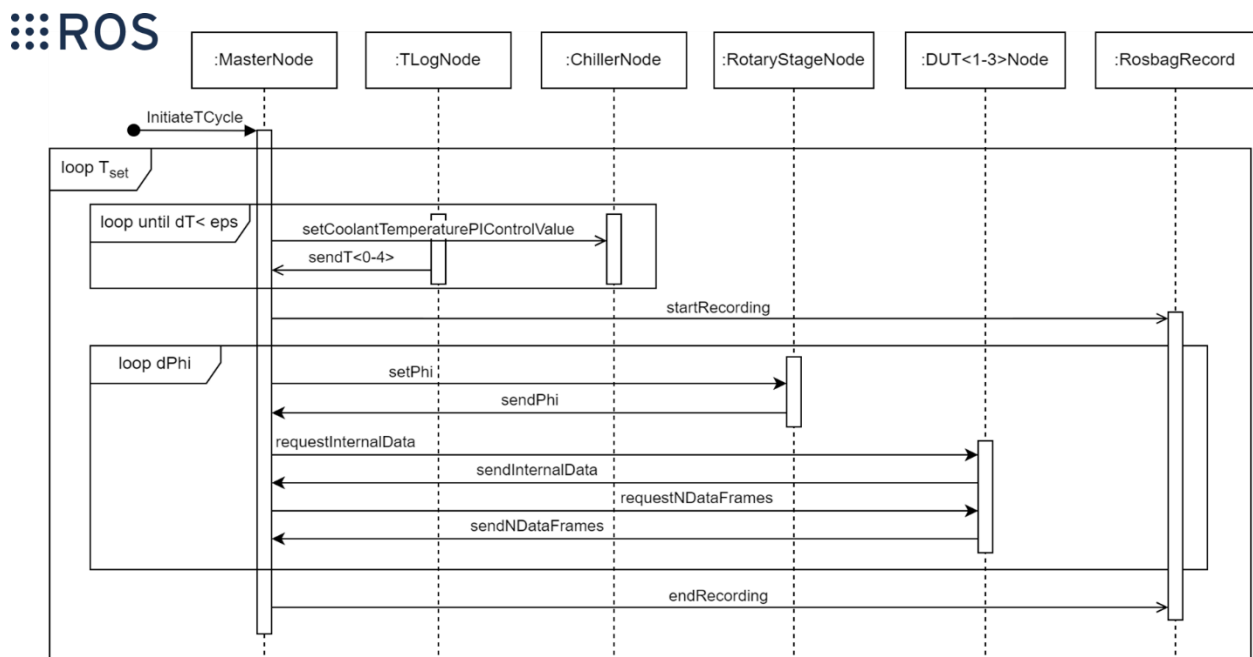 ROS
:MasterNode
:TLogNode
:ChillerNode
:RotaryStageNode
:DUT<1-3>Node
:RosbagRecord
InitiateTCycle
loop Tset
loop until dT< eps
setCoolantTemperaturePIControlValue
sendT<0-4>
startRecording
loop dPhi
setPhi
sendPhi
requestInternalData
sendInternalData
requestNDataFrames
sendNDataFrames
endRecording